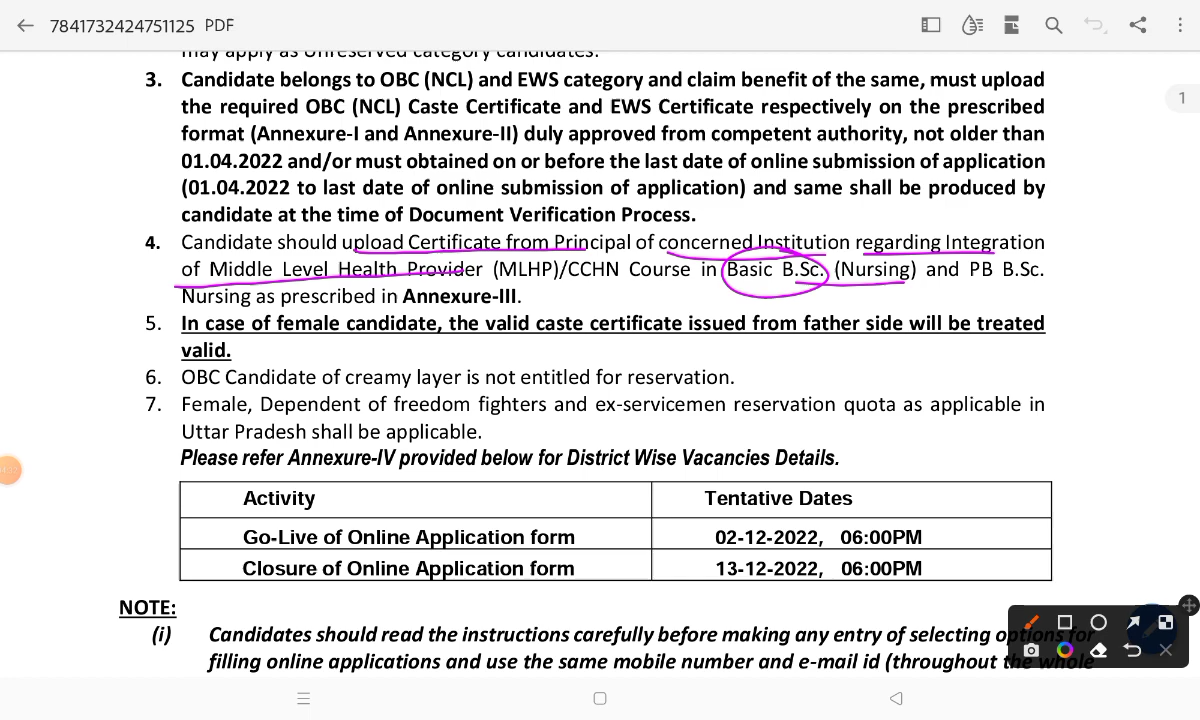 7841732424751125 PDF
may apply as Unreserved category candidates.
3. Candidate belongs to OBC (NCL) and EWS category and claim benefit of the same, must upload
the required OBC (NCL) Caste Certificate and EWS Certificate respectively on the prescribed
format (Annexure-I and Annexure-II) duly approved from competent authority, not older than
01.04.2022 and/or must obtained on or before the last date of online submission of application
(01.04.2022 to last date of online submission of application) and same shall be produced by
candidate at the time of Document Verification Process.
1
4. Candidate should upload Certificate from Principal of concerned Institution regarding Integration
of Middle Level Health Provider (MLHP)/CCHN Course in Basic B.Sc. (Nursing) and PB B.Sc.
Nursing as prescribed in Annexure-III.
5. In case of female candidate, the valid caste certificate issued from father side will be treated
valid.
6. OBC Candidate of creamy layer is not entitled for reservation.
7. Female, Dependent of freedom fighters and ex-servicemen reservation quota as applicable in
Uttar Pradesh shall be applicable.
Please refer Annexure-IV provided below for District Wise Vacancies Details.
Activity Tentative Dates
Go-Live of Online Application form 02-12-2022, 06:00PM
Closure of Online Application form 13-12-2022, 06:00PM
NOTE:
(i) Candidates should read the instructions carefully before making any entry of selecting options for
filling online applications and use the same mobile number and e-mail id (throughout the whole